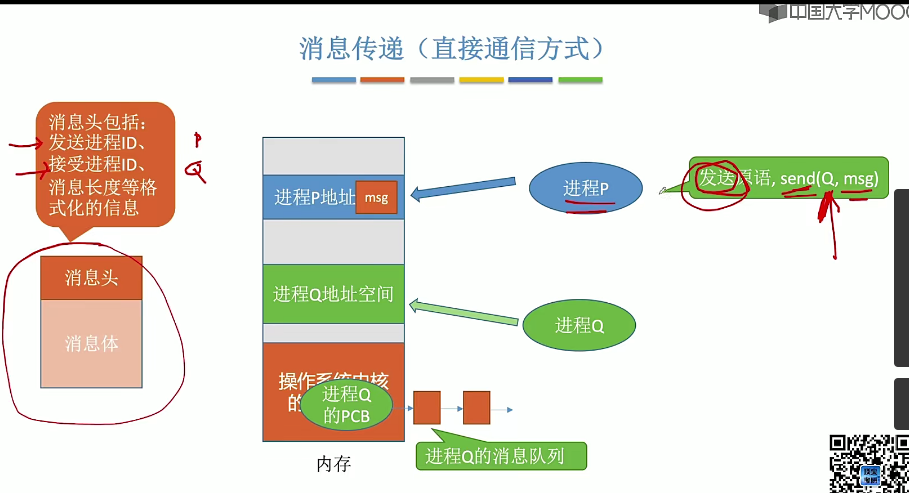 中国大学MOOC
消息传递（直接通信方式）
消息头包括：
发送进程ID、
接受进程ID、
消息长度等格
式化的信息
P
Q
消息头
消息体
进程P地址
msg
进程Q地址空间
操作系统内核
的
进程Q
的PCB
内存
进程P
进程Q
发送原语, send(Q, msg)
进程Q的消息队列